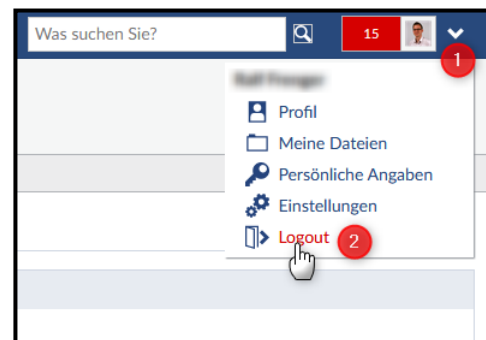 Was suchen Sie?
15
1
Profil
Meine Dateien
Persönliche Angaben
Einstellungen
Logout
2